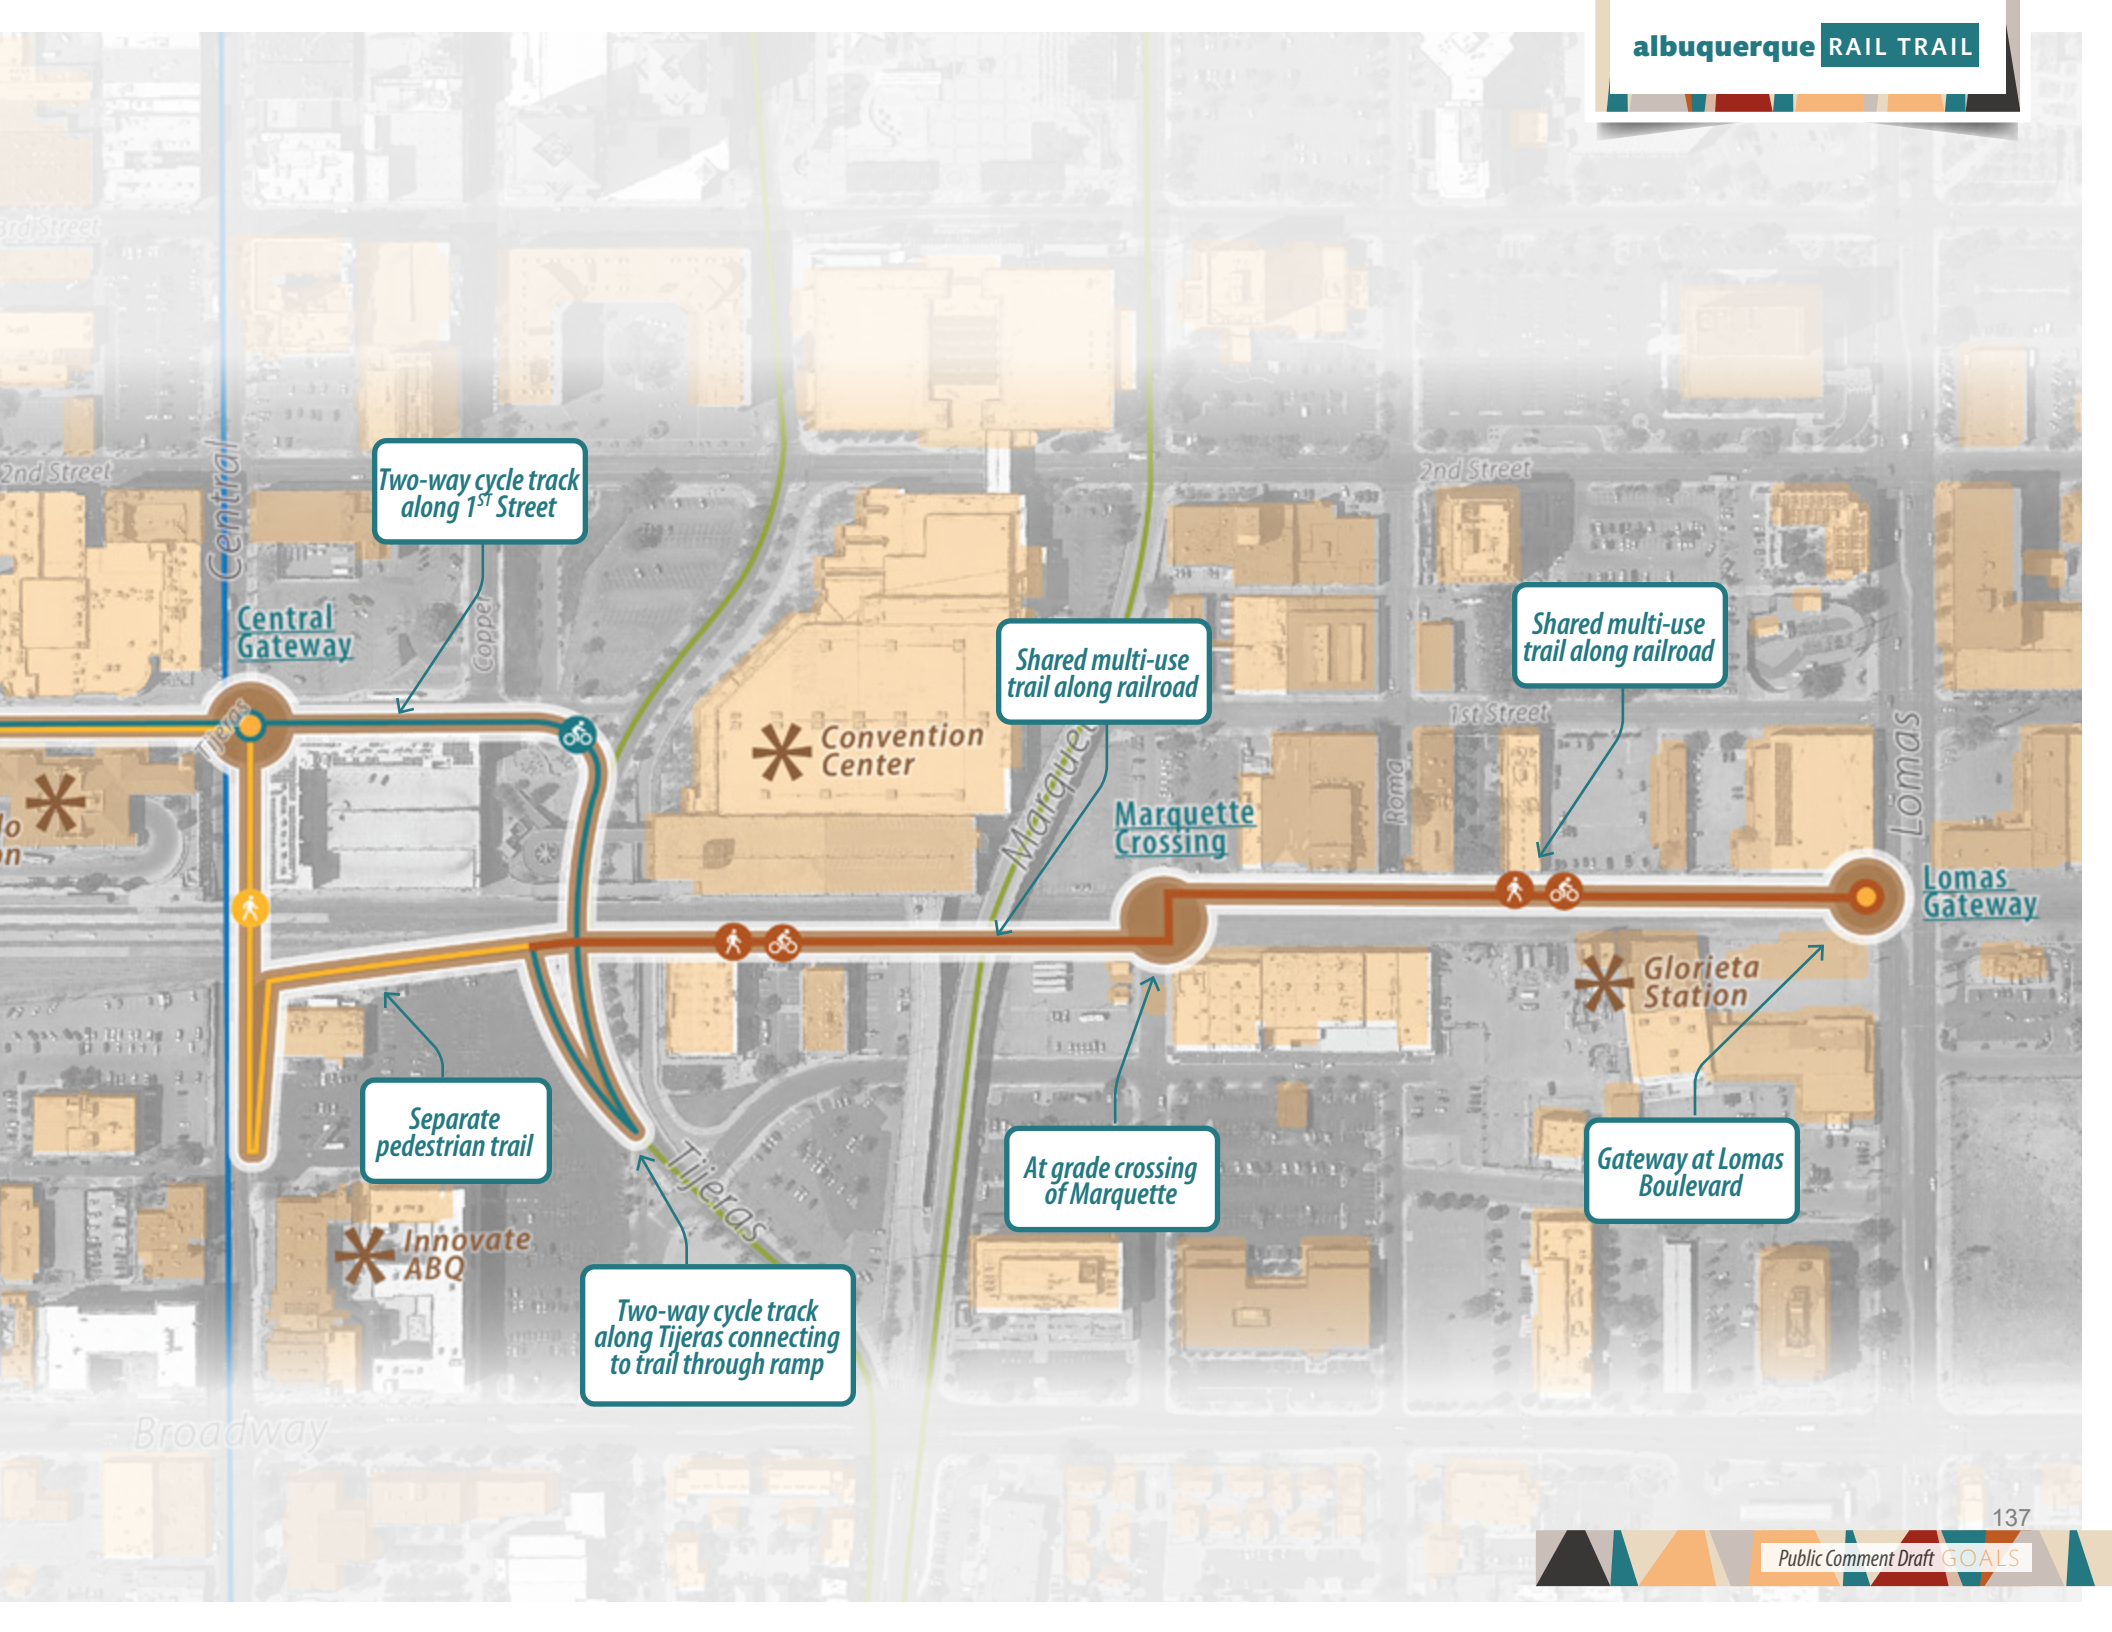 albuquerque RAIL TRAIL
3rd Street
2nd Street
Central
Two-way cycle track
along 1ST Street
2nd Street
Copper
Central
Gateway
Shared multi-use
trail along railroad
Shared multi-use
trail along railroad
1st Street
Tijeras
Convention
Center
Marquet
Roma
Lomas
Marquette
Crossing
lo
on
Lomas
Gateway
Glorieta
Station
Separate
pedestrian trail
Tijeras
At grade crossing
of Marquette
Gateway at Lomas
Boulevard
Innovate
ABQ
Two-way cycle track
along Tijeras connecting
to trail through ramp
Broadway
137
Public Comment Draft GOALS